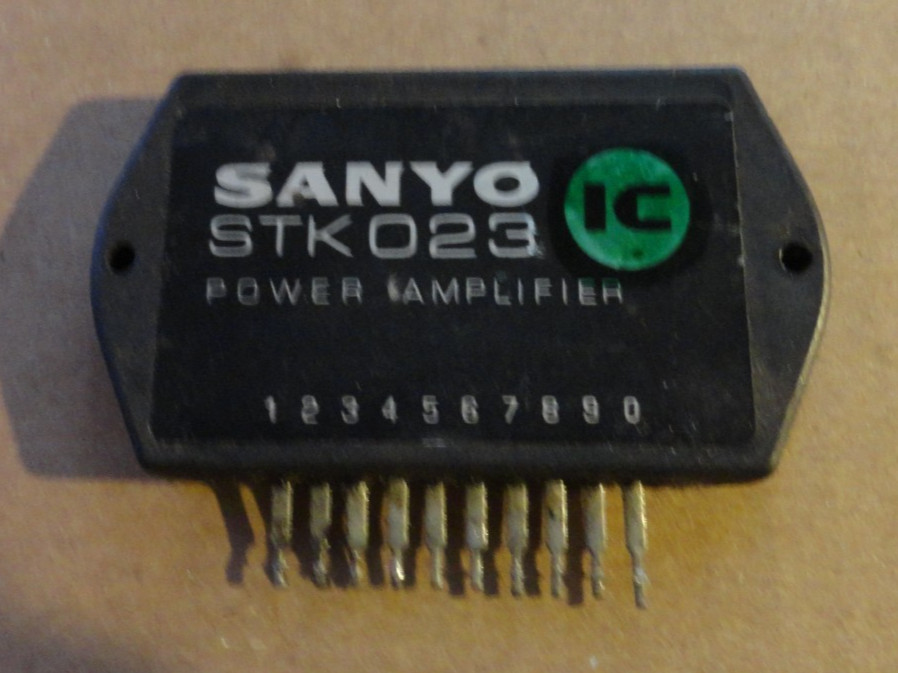 SANYO IC
STK023
POWER AMPLIFIER
1 2 3 4 5 6 7 8 9 0